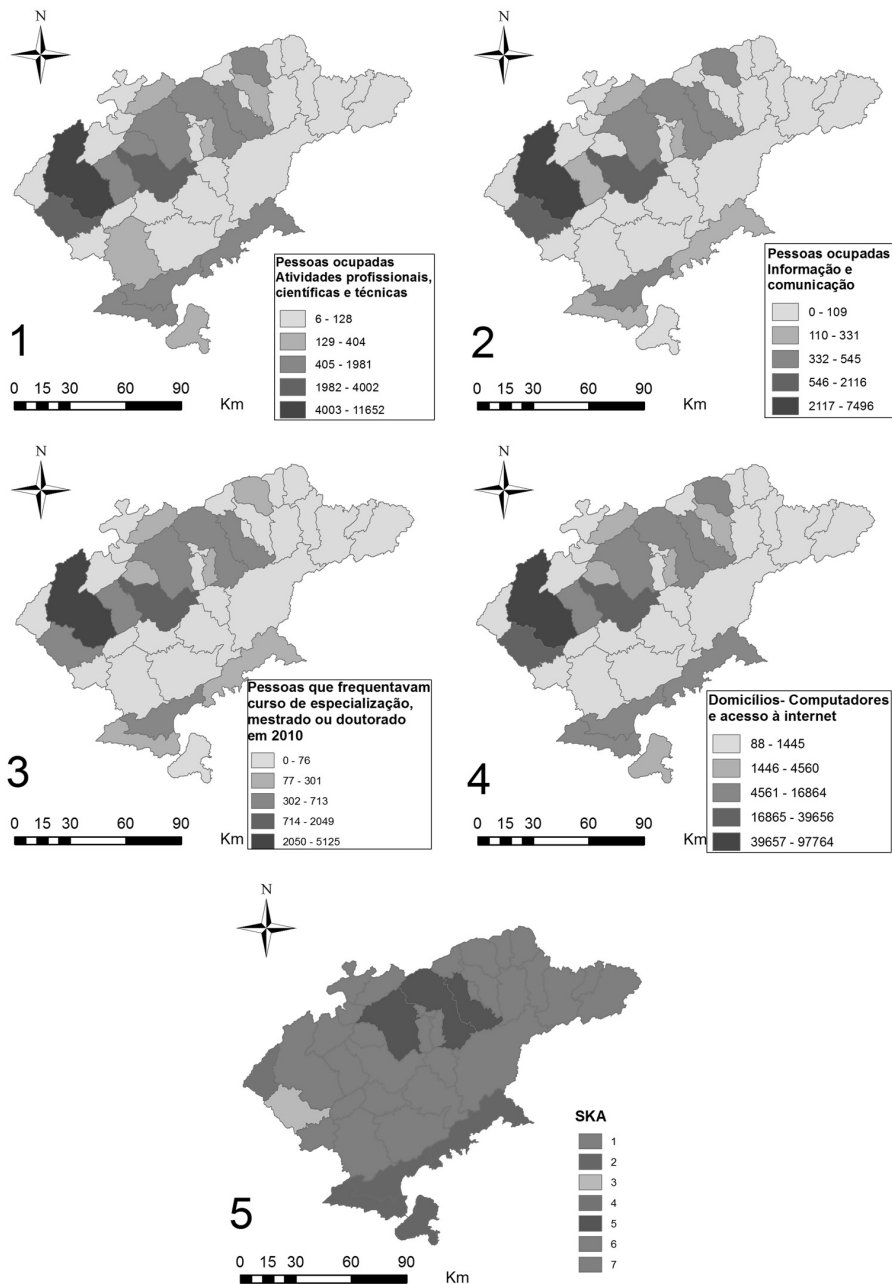 N
Pessoas ocupadas
Atividades profissionais,
científicas e técnicas
6 - 128
129 - 404
405 - 1981
1982 - 4002
4003 - 11652
1
0 15 30 60 90
Km
N
Pessoas ocupadas
Informação e
comunicação
0 - 109
110 - 331
332 - 545
546 - 2116
2117 - 7496
2
0 15 30 60 90
Km
N
Pessoas que frequentavam
curso de especialização,
mestrado ou doutorado
em 2010
0 - 76
77 - 301
302 - 713
714 - 2049
2050 - 5125
3
0 15 30 60 90
Km
N
Domicílios- Computadores
e acesso à internet
88 - 1445
1446 - 4560
4561 - 16864
16865 - 39656
39657 - 97764
4
0 15 30 60 90
Km
N
SKA
1
2
3
4
5
6
7
5
0 15 30 60 90
Km